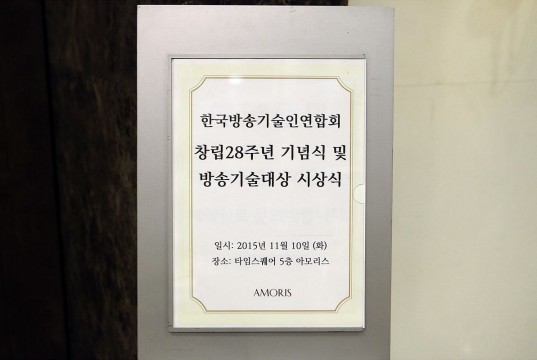 한국방송기술인연합회
창립28주년 기념식 및
방송기술대상 시상식
일시: 2015년 11월 10일 (화)
장소: 타임스퀘어 5층 아모리스
AMORIS